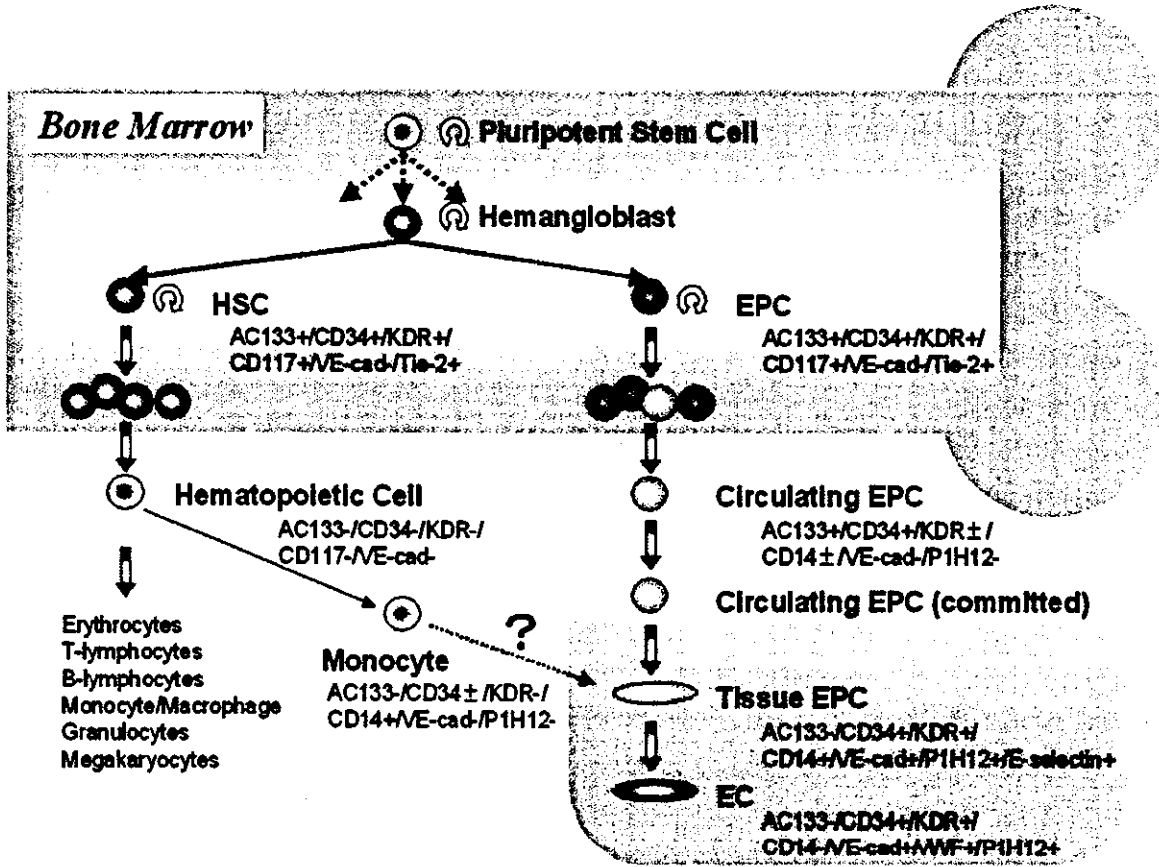 Bone Marrow
Pluripotent Stem Cell
Hemangloblast
HSC
AC133+/CD34+/KDR+/
CD117+/VE-cad-/Tie-2+
EPC
AC133+/CD34+/KDR+/
CD117+/VE-cad-/Tie-2+
Hematopoietic Cell
AC133-/CD34-/KDR-/
CD117-/VE-cad-
Circulating EPC
AC133+/CD34+/KDR±/
CD14±/VE-cad-/P1H12-
Circulating EPC (committed)
Erythrocytes
T-lymphocytes
B-lymphocytes
Monocyte/Macrophage
Granulocytes
Megakaryocytes
?
Monocyte
AC133-/CD34±/KDR-/
CD14+/VE-cad-/P1H12-
Tissue EPC
AC133-/CD34+/KDR+/
CD14+/VE-cad+/P1H12+/E-selectin+
EC
AC133-/CD34+/KDR+/
CD14-/VE-cad+/vWF+/P1H12+